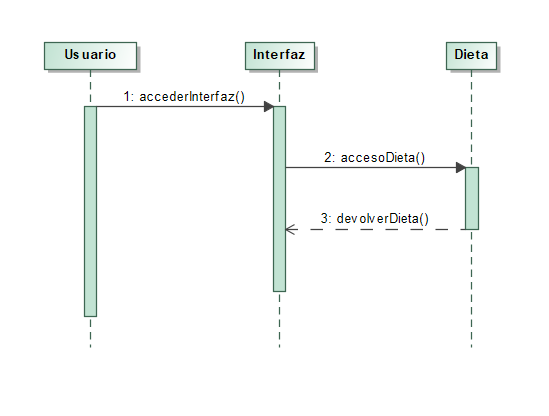 Usuario
Interfaz
Dieta
1: accederInterfaz()
2: accesoDieta()
3: devolverDieta()